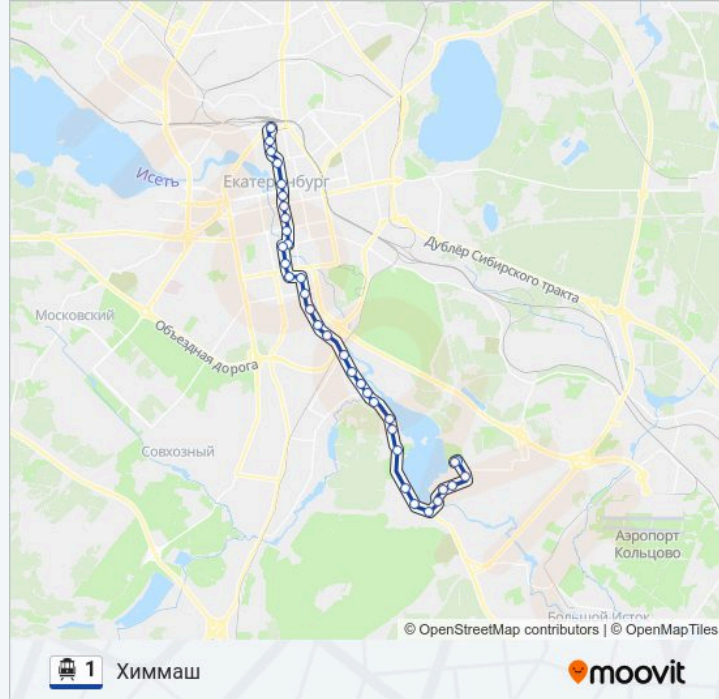 Исеть
Екатеринбург
Дублёр Сибирского тракта
Московский
Объездная дорога
Совхозный
Аэропорт
Кольцово
Большой Исток
© OpenStreetMap contributors | © OpenMapTiles
1 Химмаш
moovit